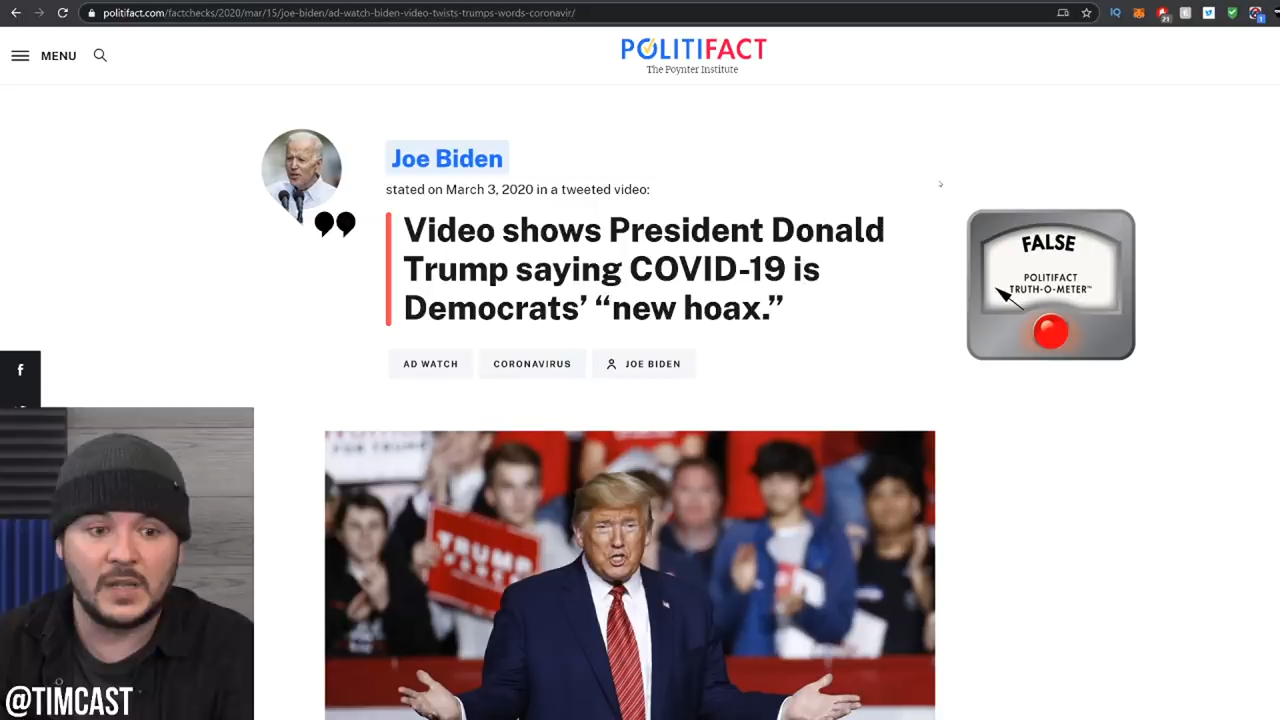 politifact.com/factchecks/2020/mar/15/joe-biden/ad-watch-biden-video-twists-trumps-words-coronavir/
MENU
POLITIFACT
The Poynter Institute
Joe Biden
stated on March 3, 2020 in a tweeted video:
Video shows President Donald
Trump saying COVID-19 is
Democrats’ “new hoax.”
FALSE
POLITIFACT
TRUTH-O-METER™
AD WATCH
CORONAVIRUS
JOE BIDEN
f
TRUMP
@TIMCAST